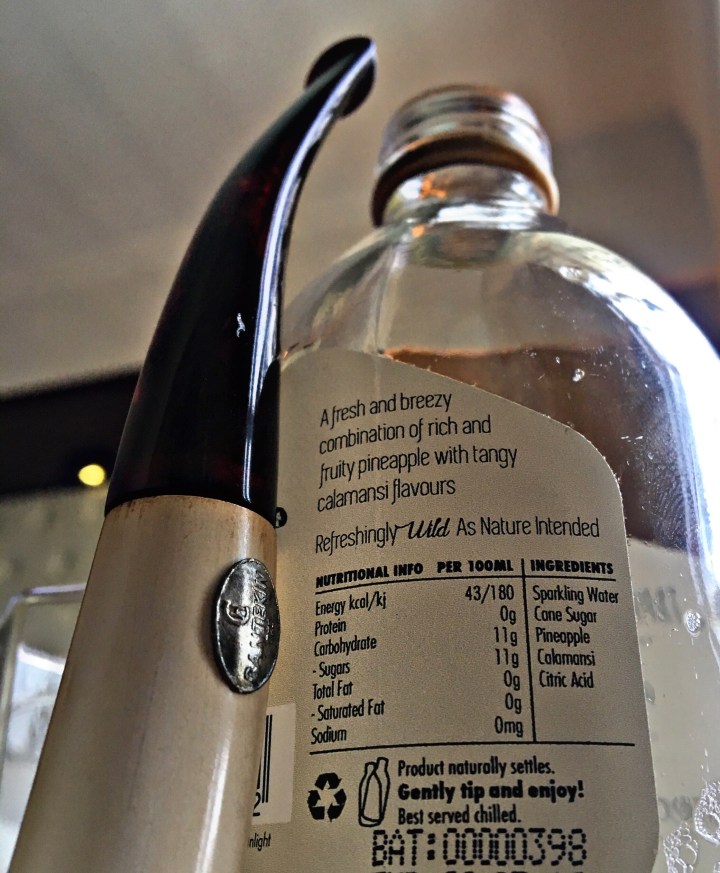 A fresh and breezy
combination of rich and
fruity pineapple with tangy
calamansi flavours
Refreshingly Wild As Nature Intended
NUTRITIONAL INFO PER 100ML INGREDIENTS
Energy kcal/kj 43/180 Sparkling Water
Protein 0g Cane Sugar
Carbohydrate 11g Pineapple
- Sugars 11g Calamansi
Total Fat 0g Citric Acid
- Saturated Fat 0g
Sodium 0mg
Product naturally settles.
Gently tip and enjoy!
Best served chilled.
BAT:00000398
nlight